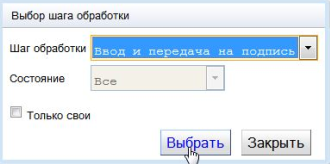 Выбор шага обработки
Шаг обработки Ввод и передача на подпись
Состояние Все
Только свои
Выбрать Закрыть